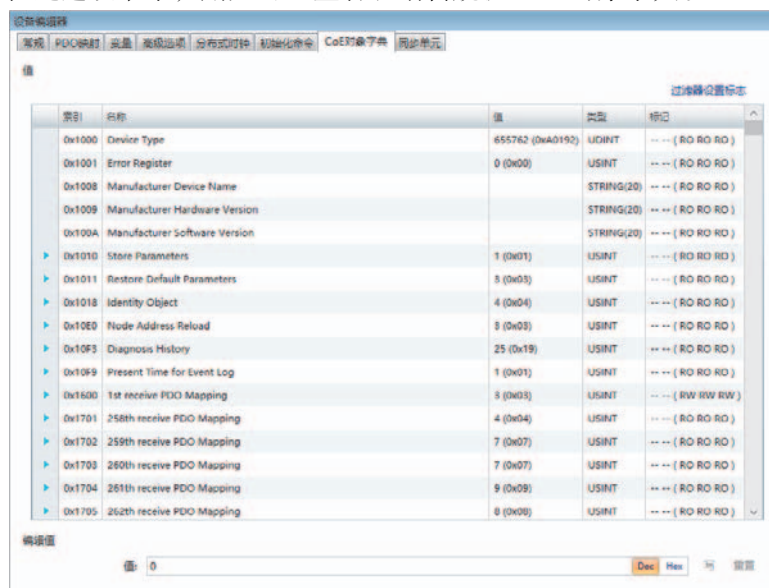 设备编辑器
常规 PDO映射 变量 高级选项 分布式时钟 初始化命令 CoE对象字典 同步单元
值
过滤器设置标志
索引 名称 值 类型 标记
0x1000 Device Type 655762 (0xA0192) UDINT -- -- ( RO RO RO )
0x1001 Error Register 0 (0x00) USINT -- -- ( RO RO RO )
0x1008 Manufacturer Device Name STRING(20) -- -- ( RO RO RO )
0x1009 Manufacturer Hardware Version STRING(20) -- -- ( RO RO RO )
0x100A Manufacturer Software Version STRING(20) -- -- ( RO RO RO )
0x1010 Store Parameters 1 (0x01) USINT -- -- ( RO RO RO )
0x1011 Restore Default Parameters 3 (0x03) USINT -- -- ( RO RO RO )
0x1018 Identity Object 4 (0x04) USINT -- -- ( RO RO RO )
0x10E0 Node Address Reload 3 (0x03) USINT -- -- ( RO RO RO )
0x10F3 Diagnosis History 25 (0x19) USINT -- -- ( RO RO RO )
0x10F9 Present Time for Event Log 1 (0x01) USINT -- -- ( RO RO RO )
0x1600 1st receive PDO Mapping 3 (0x03) USINT -- -- ( RW RW RW )
0x1701 258th receive PDO Mapping 4 (0x04) USINT -- -- ( RO RO RO )
0x1702 259th receive PDO Mapping 7 (0x07) USINT -- -- ( RO RO RO )
0x1703 260th receive PDO Mapping 7 (0x07) USINT -- -- ( RO RO RO )
0x1704 261th receive PDO Mapping 9 (0x09) USINT -- -- ( RO RO RO )
0x1705 262th receive PDO Mapping 8 (0x08) USINT -- -- ( RO RO RO )
编辑值
值: 0 Dec Hex 写 重置